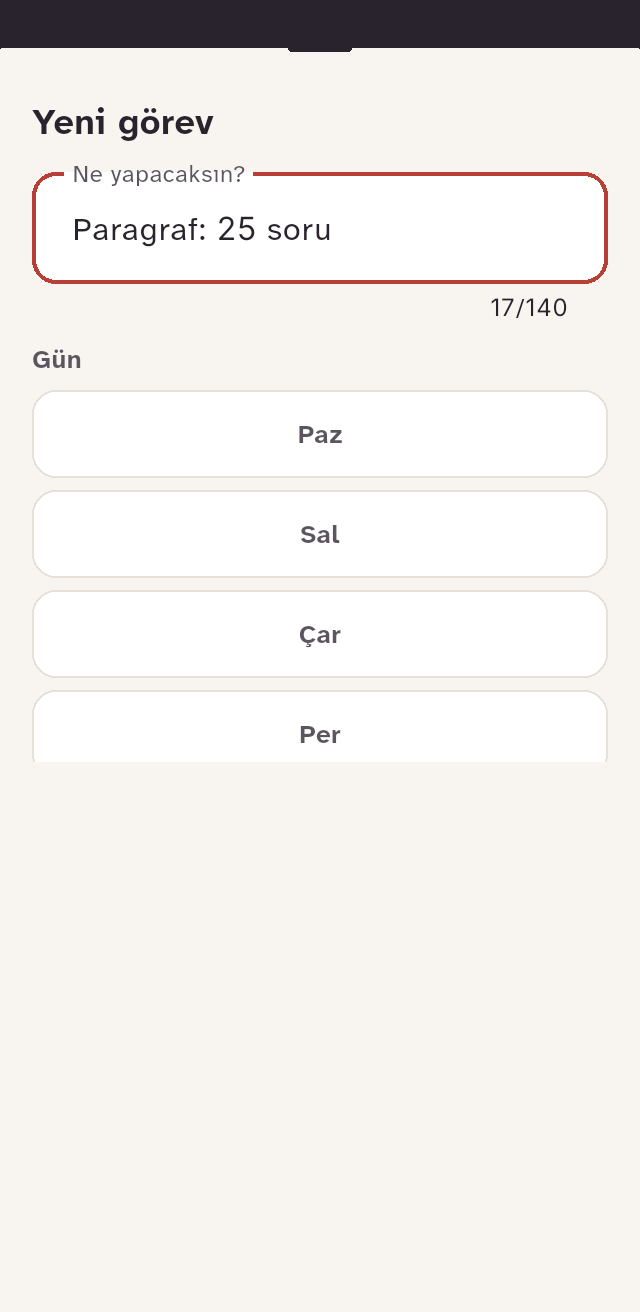 Yeni görev
Ne yapacaksın?
Paragraf: 25 soru
17/140
Gün
Paz
Sal
Çar
Per